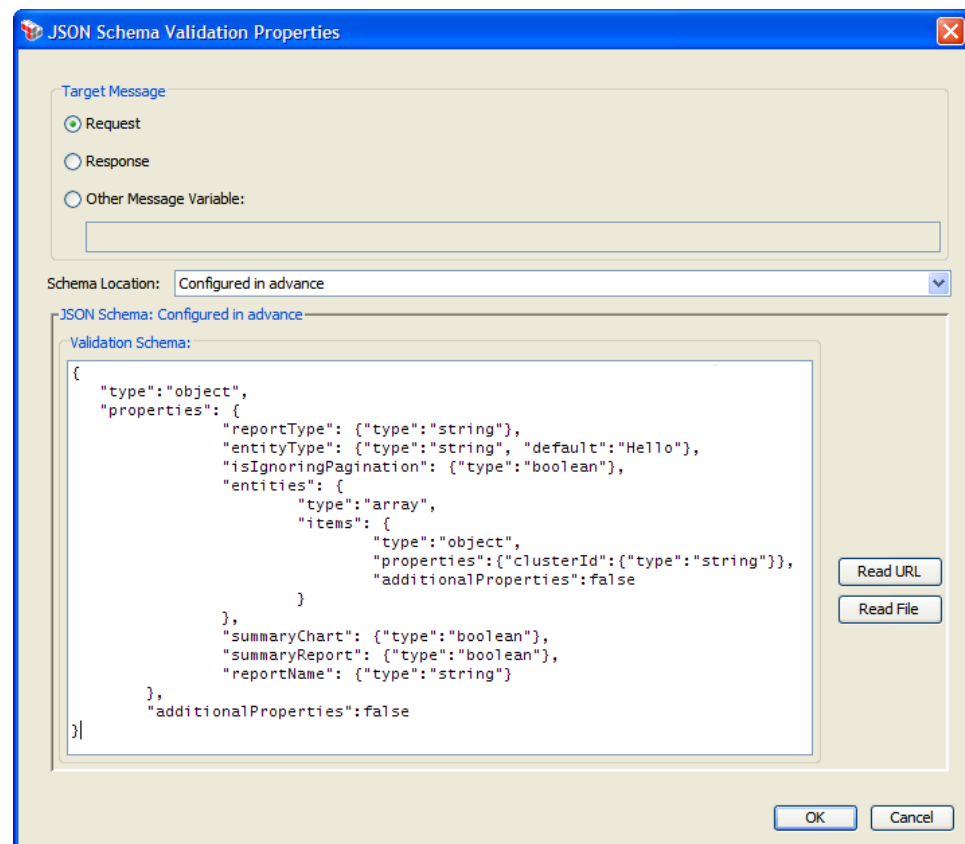 JSON Schema Validation Properties
Target Message
Request
Response
Other Message Variable:
Schema Location: Configured in advance
JSON Schema: Configured in advance
Validation Schema:
{
"type":"object",
"properties": {
"reportType": {"type":"string"},
"entityType": {"type":"string", "default":"Hello"},
"isIgnoringPagination": {"type":"boolean"},
"entities": {
"type":"array",
"items": {
"type":"object",
"properties":{"clusterId":{"type":"string"}},
"additionalProperties":false
}
},
"summaryChart": {"type":"boolean"},
"summaryReport": {"type":"boolean"},
"reportName": {"type":"string"}
},
"additionalProperties":false
}
Read URL
Read File
OK Cancel